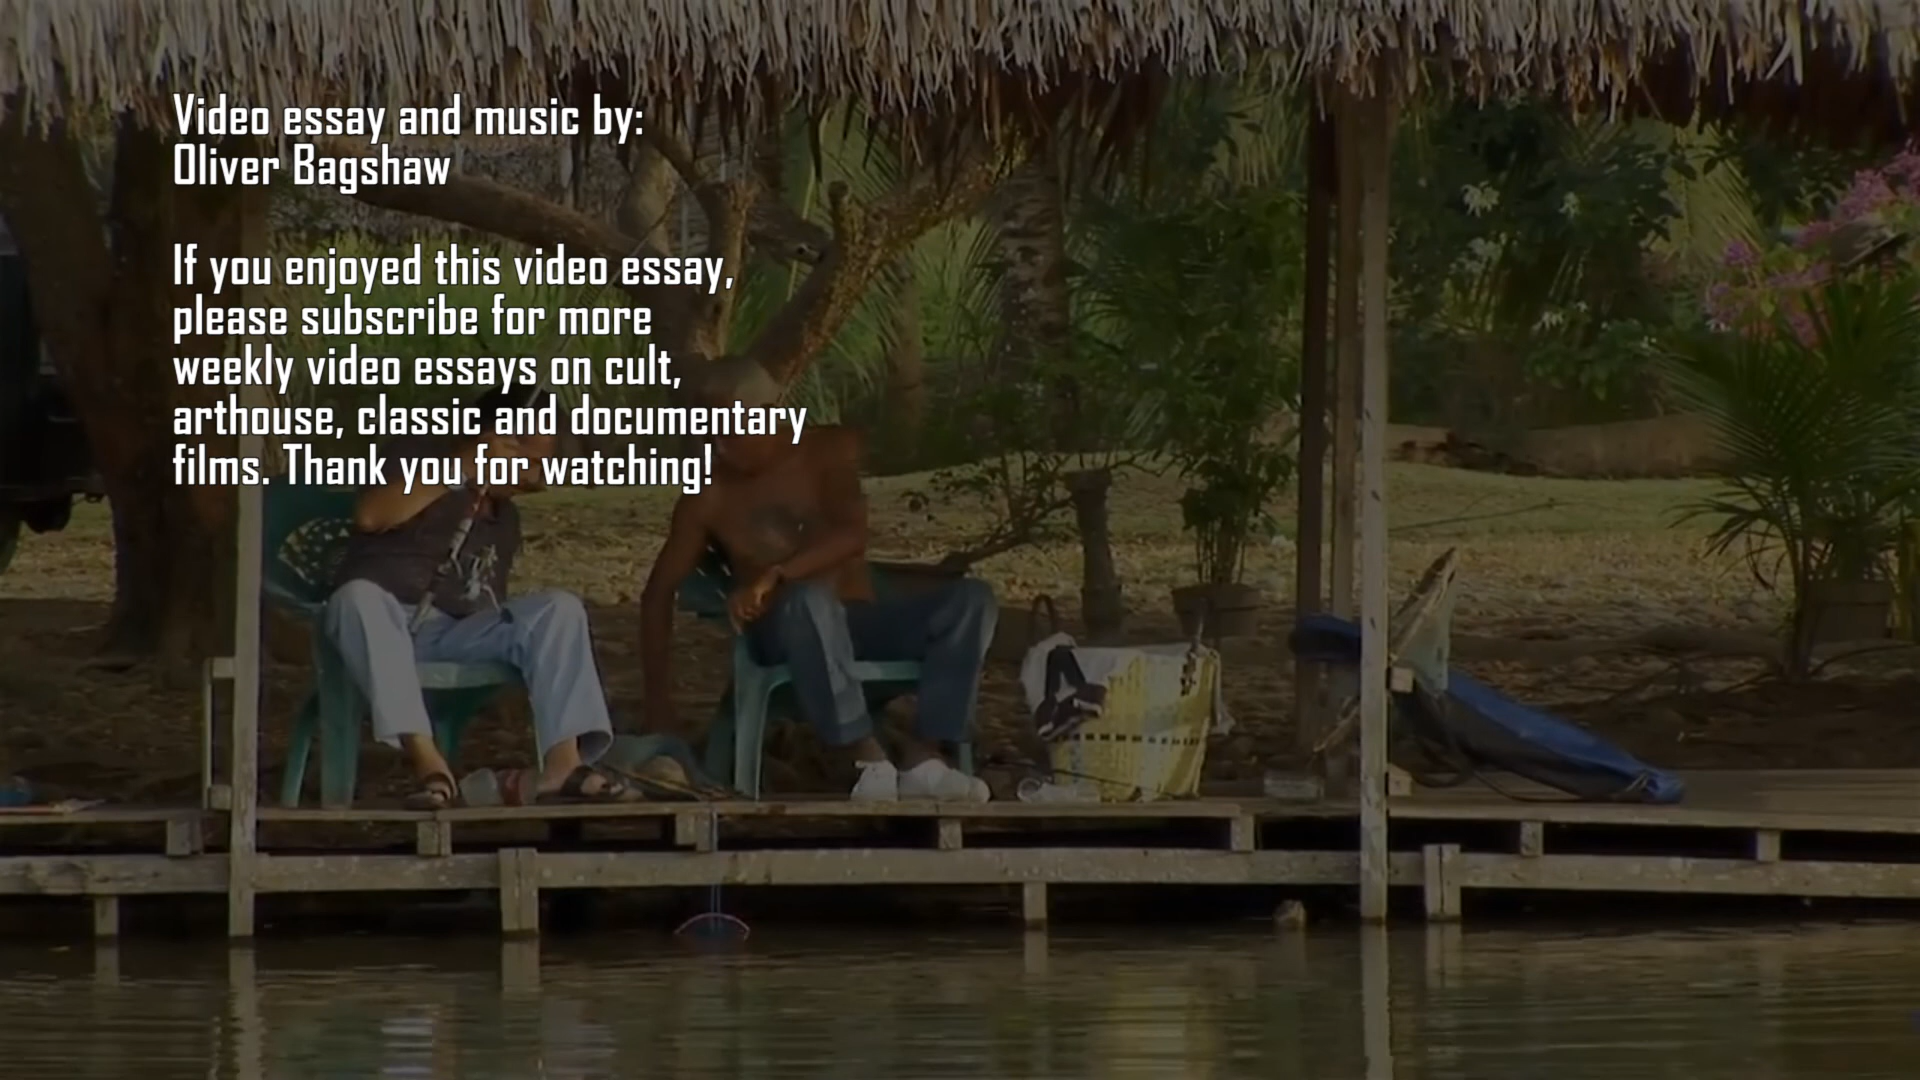 Video essay and music by:
Oliver Bagshaw
If you enjoyed this video essay,
please subscribe for more
weekly video essays on cult,
arthouse, classic and documentary
films. Thank you for watching!